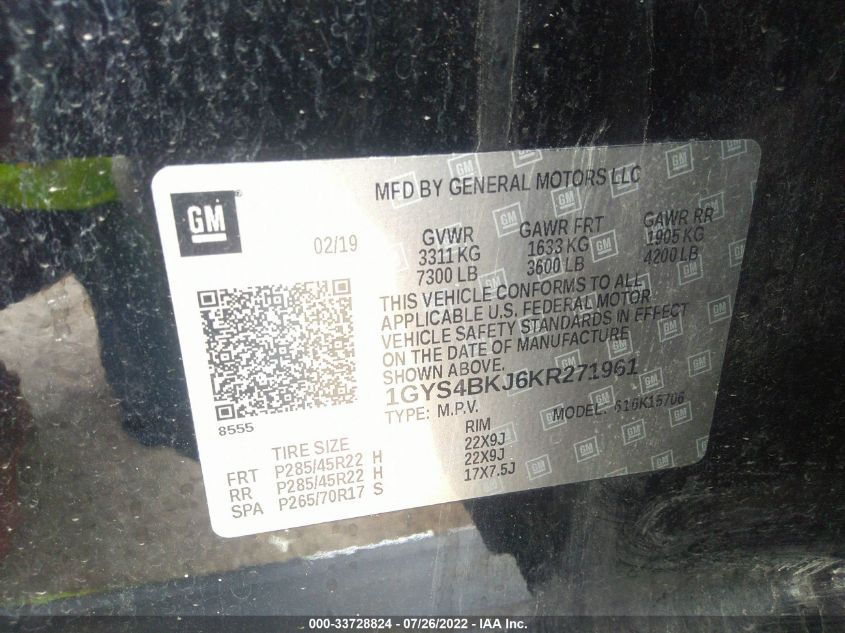 MFD BY GENERAL MOTORS LLC
GM
02/19
GVWR GAWR FRT GAWR RR
3311 KG 1633 KG 1905 KG
7300 LB 3600 LB 4200 LB
THIS VEHICLE CONFORMS TO ALL
APPLICABLE U.S. FEDERAL MOTOR
VEHICLE SAFETY STANDARDS IN EFFECT
ON THE DATE OF MANUFACTURE
SHOWN ABOVE.
1GYS4BKJ6KR271961
TYPE: M.P.V. MODEL: 616K15706
8555
TIRE SIZE RIM
FRT P285/45R22 H 22X9J
RR P285/45R22 H 22X9J
SPA P265/70R17 S 17X7.5J
000-33728824 - 07/26/2022 - IAA Inc.